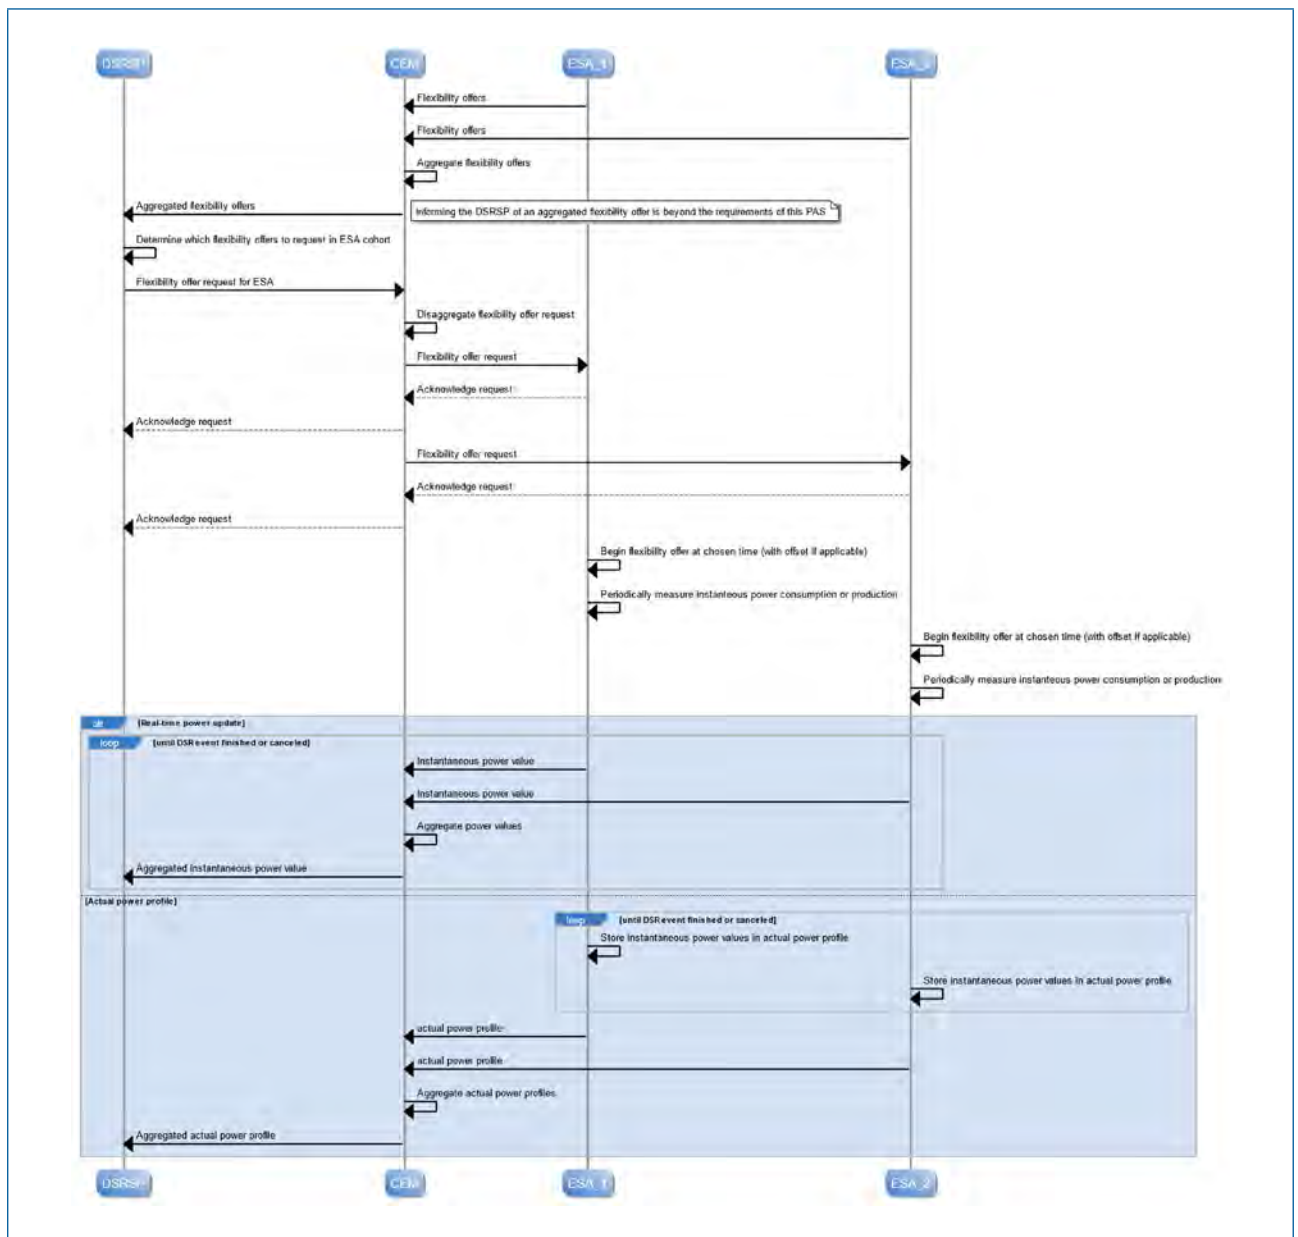 DSRSP CEM ESA_1 ESA_2
Flexibility offers
Flexibility offers
Aggregate flexibility offers
Aggregated flexibility offers
Informing the DSRSP of an aggregated flexibility offer is beyond the requirements of this PAS
Determine which flexibility offers to request in ESA cohort
Flexibility offer request for ESA
Disaggregate flexibility offer request
Flexibility offer request
Acknowledge request
Acknowledge request
Flexibility offer request
Acknowledge request
Acknowledge request
Begin flexibility offer at chosen time (with offset if applicable)
Periodically measure instanteous power consumption or production
Begin flexibility offer at chosen time (with offset if applicable)
Periodically measure instanteous power consumption or production
alt [Real-time power update]
loop [until DSR event finished or canceled]
Instantaneous power value
Instantaneous power value
Aggregate power values
Aggregated instantaneous power value
[Actual power profile]
loop [until DSR event finished or canceled]
Store instantaneous power values in actual power profile
Store instantaneous power values in actual power profile
actual power profile
actual power profile
Aggregate actual power profiles
Aggregated actual power profile
DSRSP CEM ESA_1 ESA_2